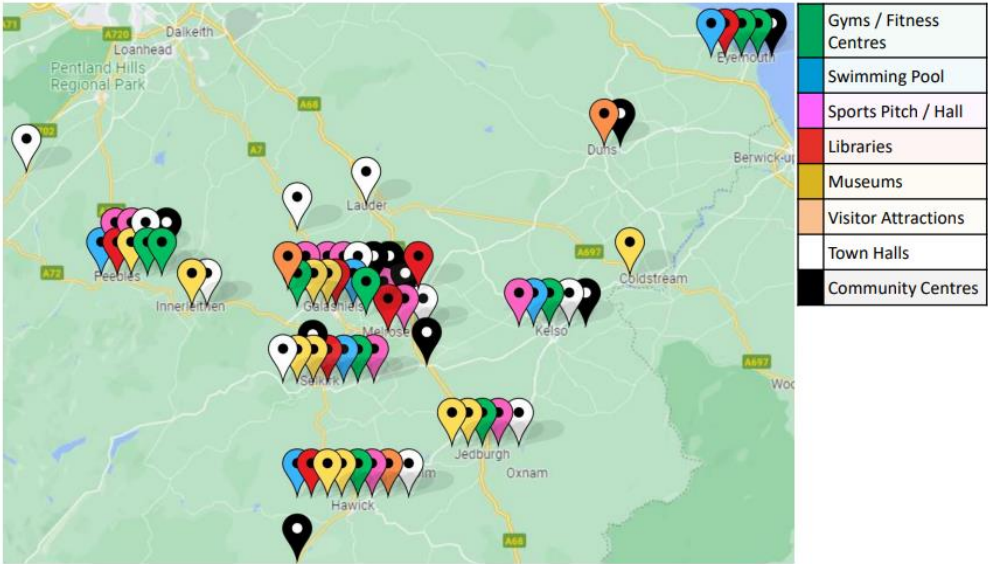 A71
A720
Dalkeith
Loanhead
Pentland Hills
Regional Park
A68
A7
Eyemouth
Duns
Berwick-up
Lauder
A697
Coldstream
A72
Peebles
Innerleithen
Galashiels
Melrose
Kelso
A697
Selkirk
Jedburgh
Oxnam
Hawick
A68
Gyms / Fitness
Centres
Swimming Pool
Sports Pitch / Hall
Libraries
Museums
Visitor Attractions
Town Halls
Community Centres